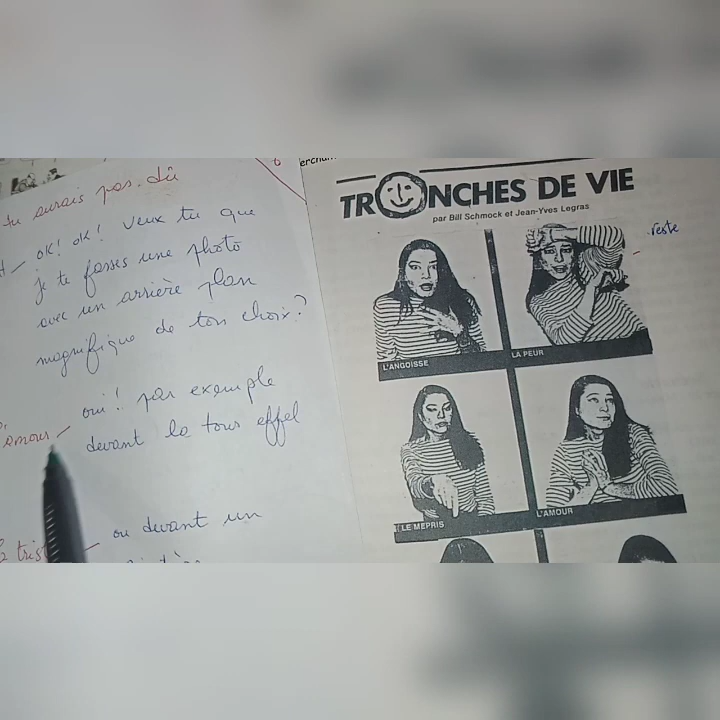 tu aurais pas dû
ok! ok! veux tu que
je te fasses une photo
avec un arrière plan
magnifique de ton choix?
oui! par exemple
amour — devant la tour effel
trist — ou devant un
TRONCHES DE VIE
par Bill Schmock et Jean-Yves Legras
reste
L'ANGOISSE
LA PEUR
LE MEPRIS
L'AMOUR